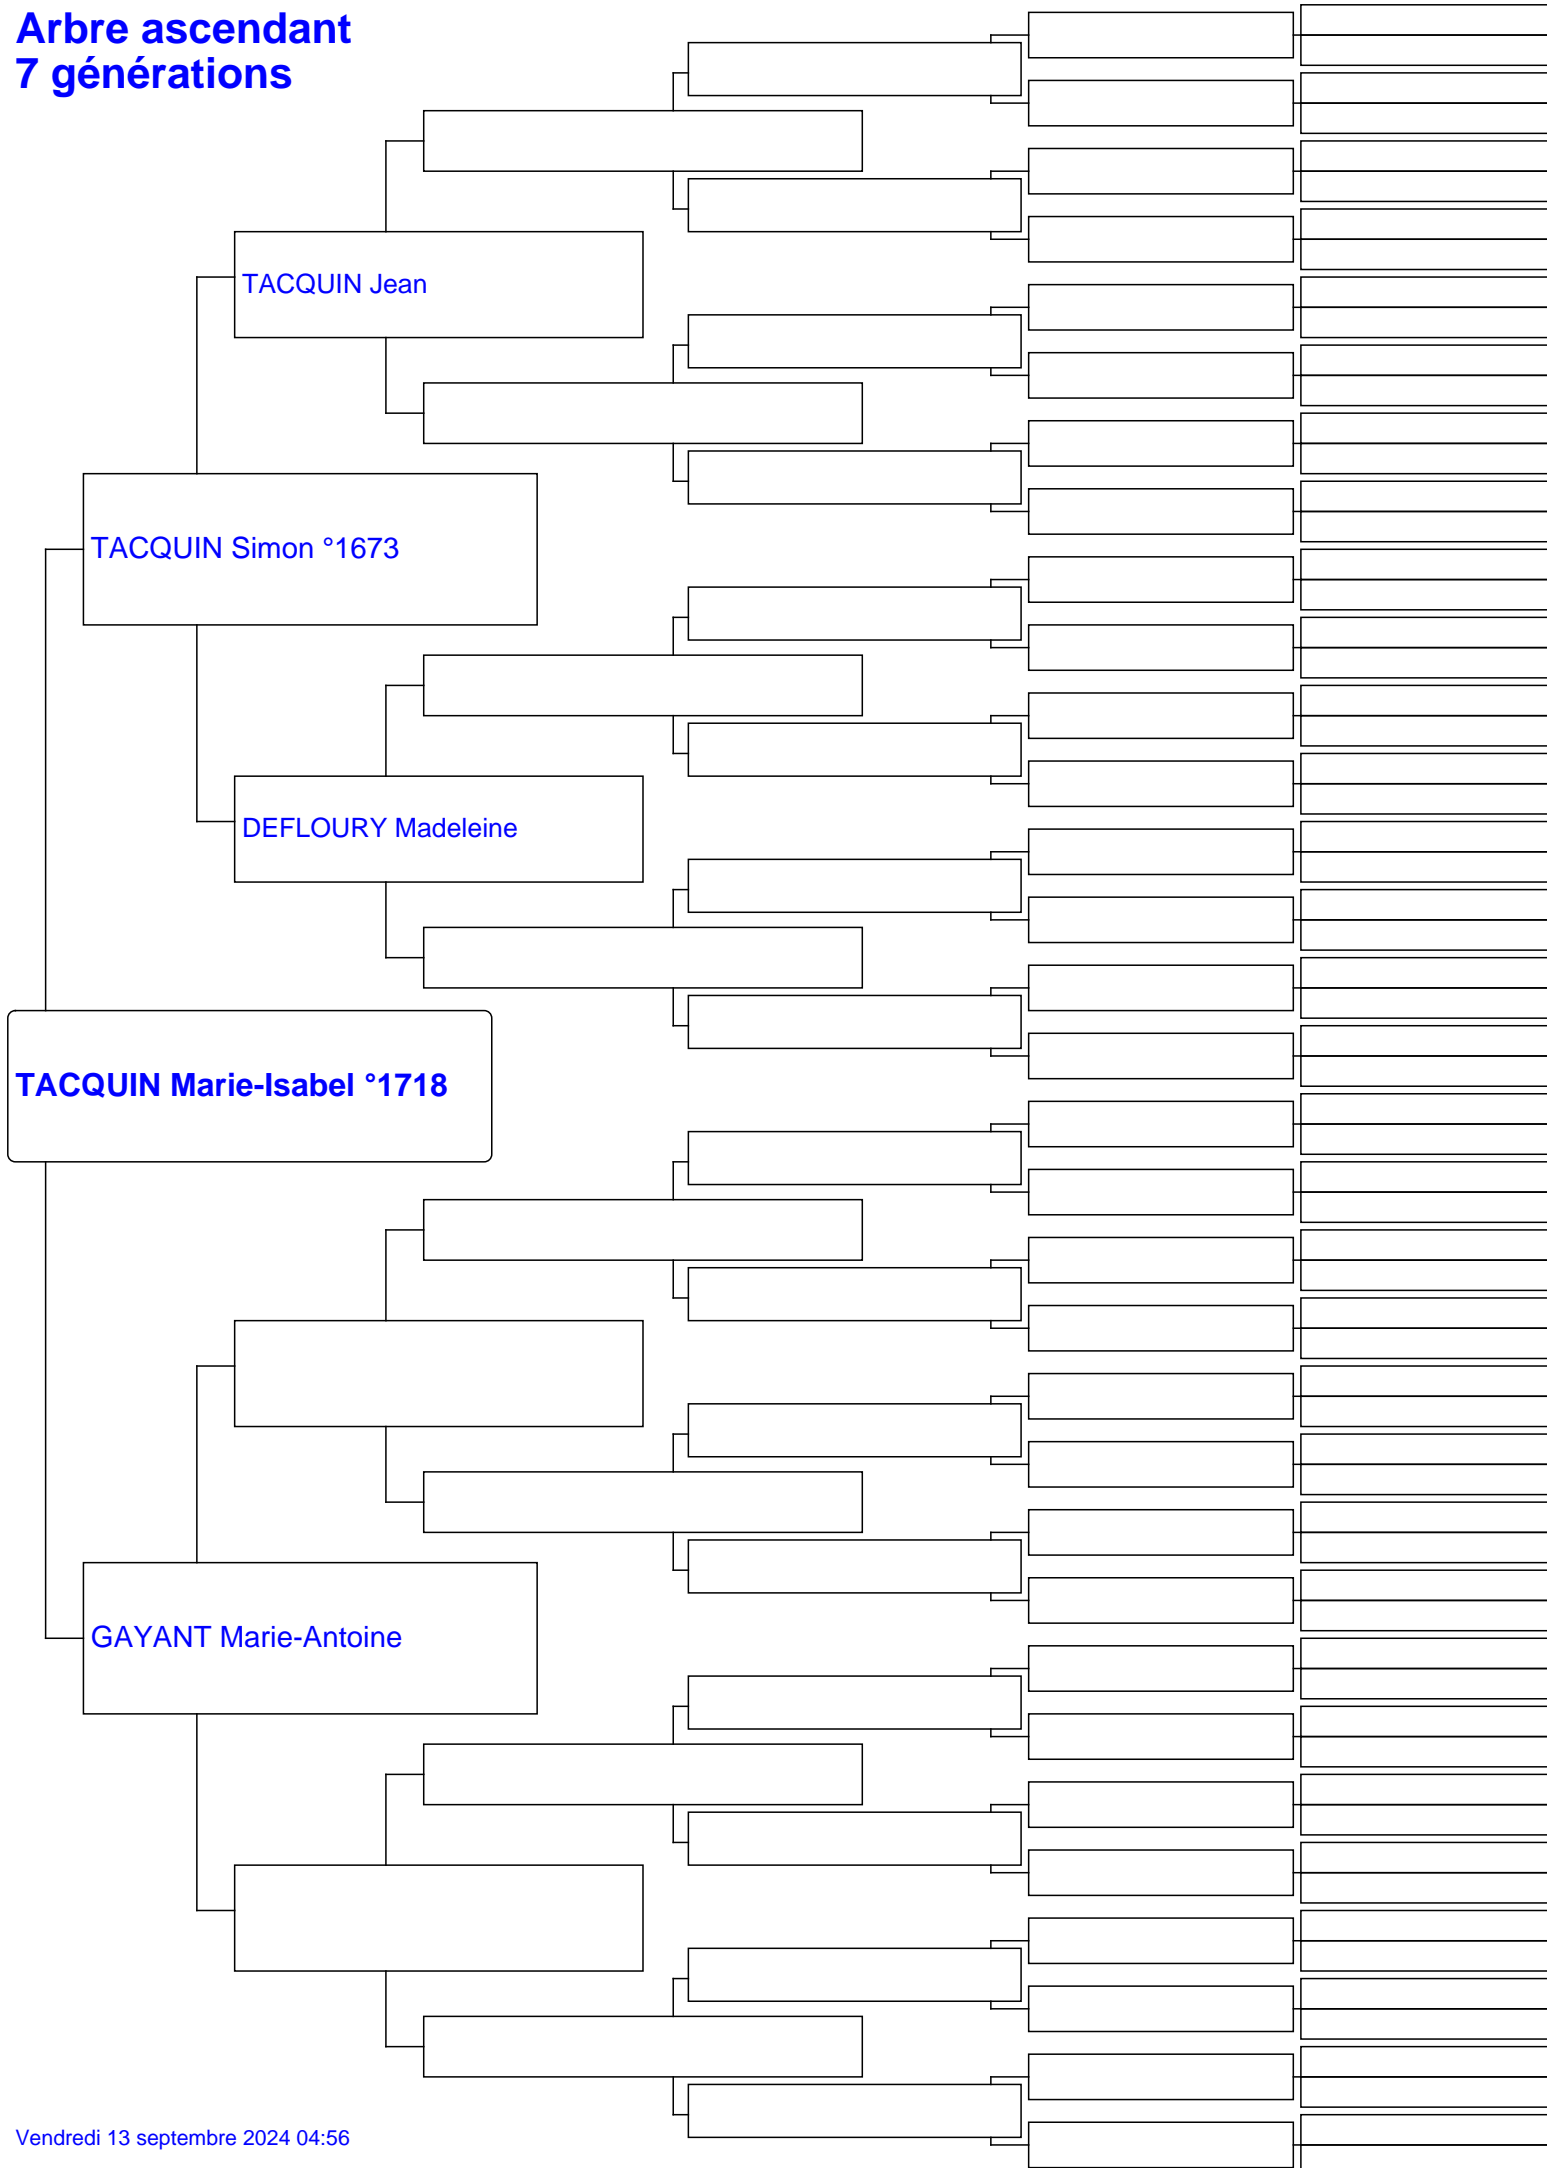 Arbre ascendant
7 générations
TACQUIN Jean
TACQUIN Simon °1673
DEFLOURY Madeleine
TACQUIN Marie-Isabel °1718
GAYANT Marie-Antoine
Vendredi 13 septembre 2024 04:56